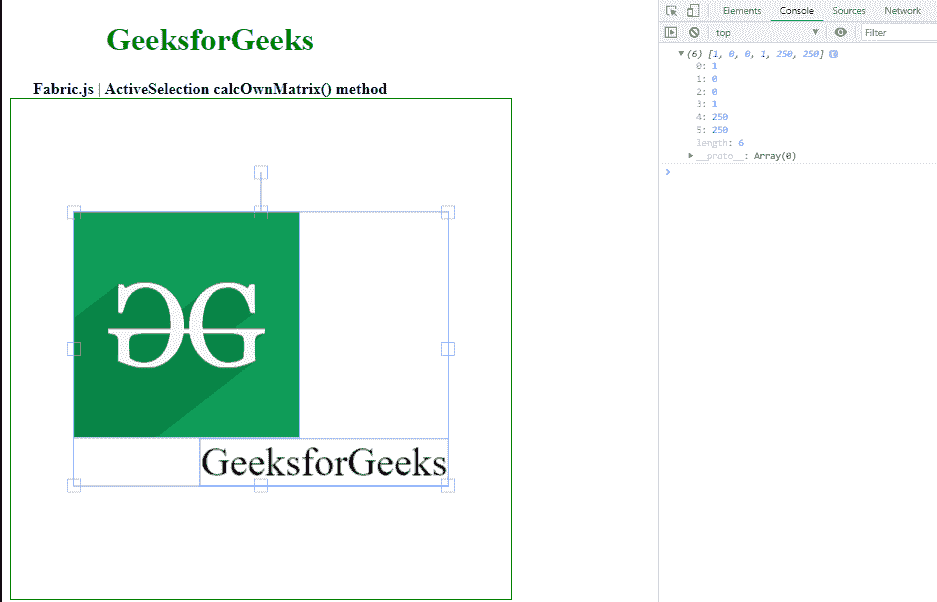 GeeksforGeeks
Fabric.js | ActiveSelection calcOwnMatrix() method
GeeksforGeeks
Elements Console Sources Network
top ▼ Filter
▼(6) [1, 0, 0, 1, 250, 250] i
0: 1
1: 0
2: 0
3: 1
4: 250
5: 250
length: 6
▶__proto__: Array(0)
>